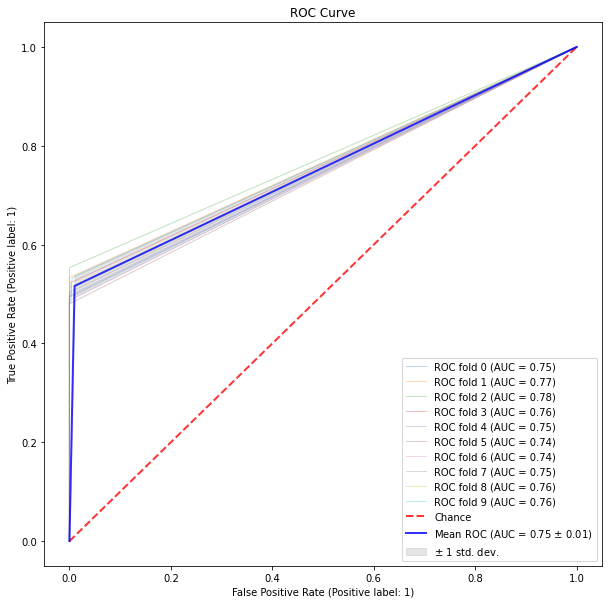 ROC Curve
1.0
0.8
0.6
0.4
0.2
0.0
True Positive Rate (Positive label: 1)
ROC fold 0 (AUC = 0.75)
ROC fold 1 (AUC = 0.77)
ROC fold 2 (AUC = 0.78)
ROC fold 3 (AUC = 0.76)
ROC fold 4 (AUC = 0.75)
ROC fold 5 (AUC = 0.74)
ROC fold 6 (AUC = 0.74)
ROC fold 7 (AUC = 0.75)
ROC fold 8 (AUC = 0.76)
ROC fold 9 (AUC = 0.76)
Chance
Mean ROC (AUC = 0.75 ± 0.01)
± 1 std. dev.
0.0 0.2 0.4 0.6 0.8 1.0
False Positive Rate (Positive label: 1)